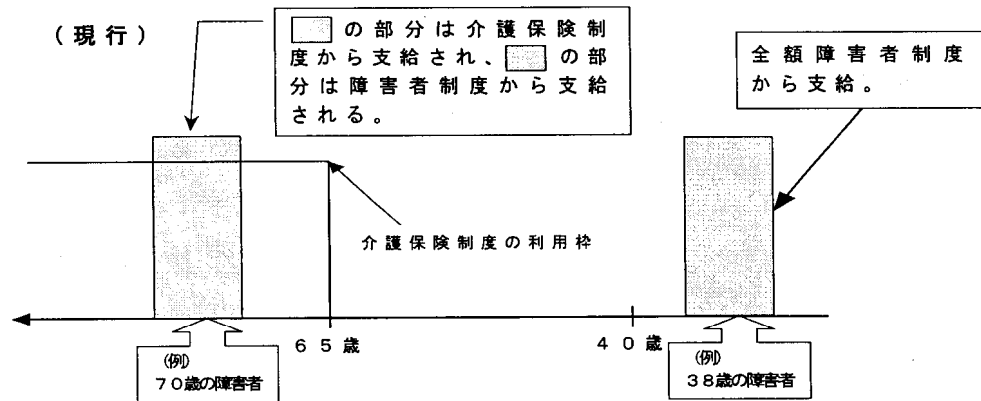 (現行)
の部分は介護保険制
度から支給され、 の部
分は障害者制度から支給
される。
全額障害者制度
から支給。
介護保険制度の利用枠
65歳
40歳
(例)
70歳の障害者
(例)
38歳の障害者